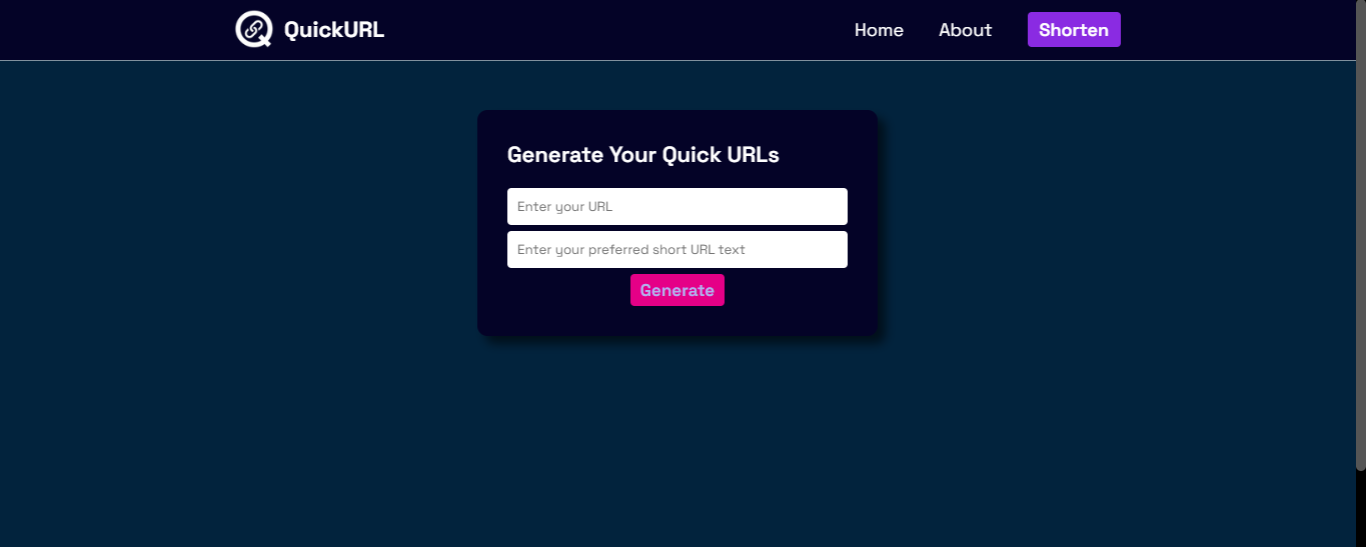 QuickURL
Home
About
Shorten
Generate Your Quick URLs
Enter your URL
Enter your preferred short URL text
Generate